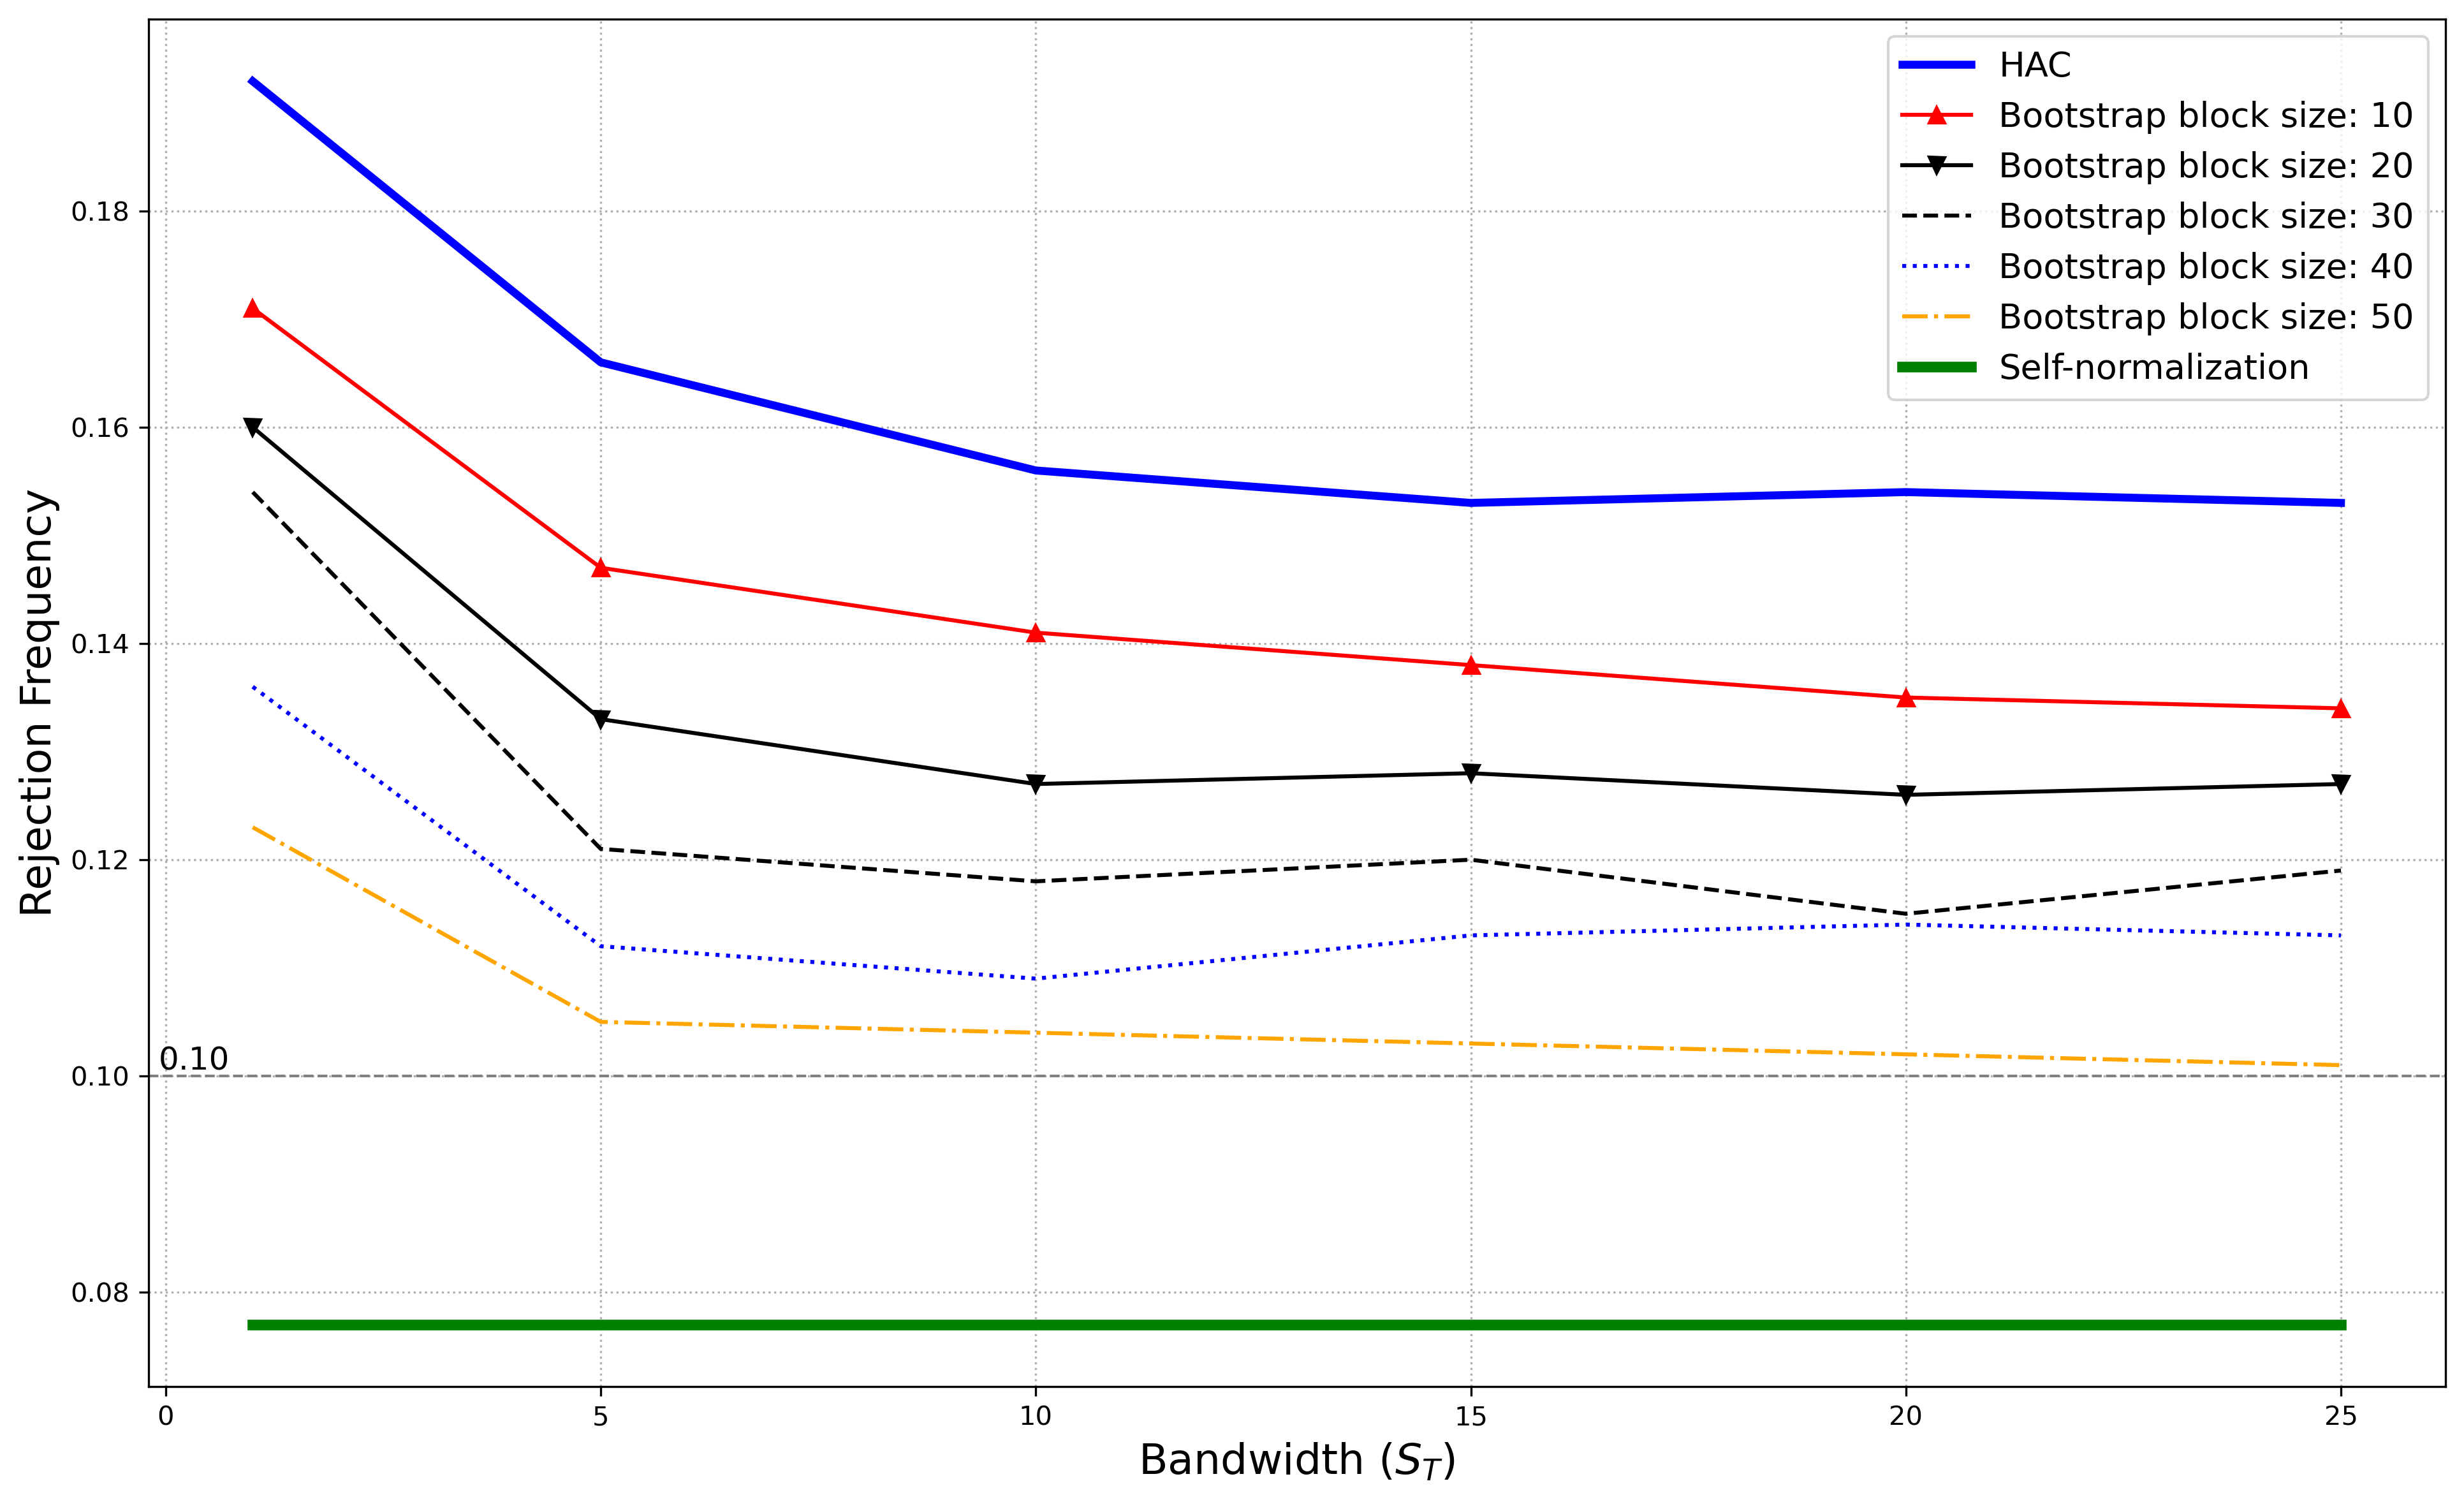 HAC
Bootstrap block size: 10
Bootstrap block size: 20
Bootstrap block size: 30
Bootstrap block size: 40
Bootstrap block size: 50
Self-normalization
Rejection Frequency
0.18
0.16
0.14
0.12
0.10
0.10
0.08
0 5 10 15 20 25
Bandwidth (S_T)